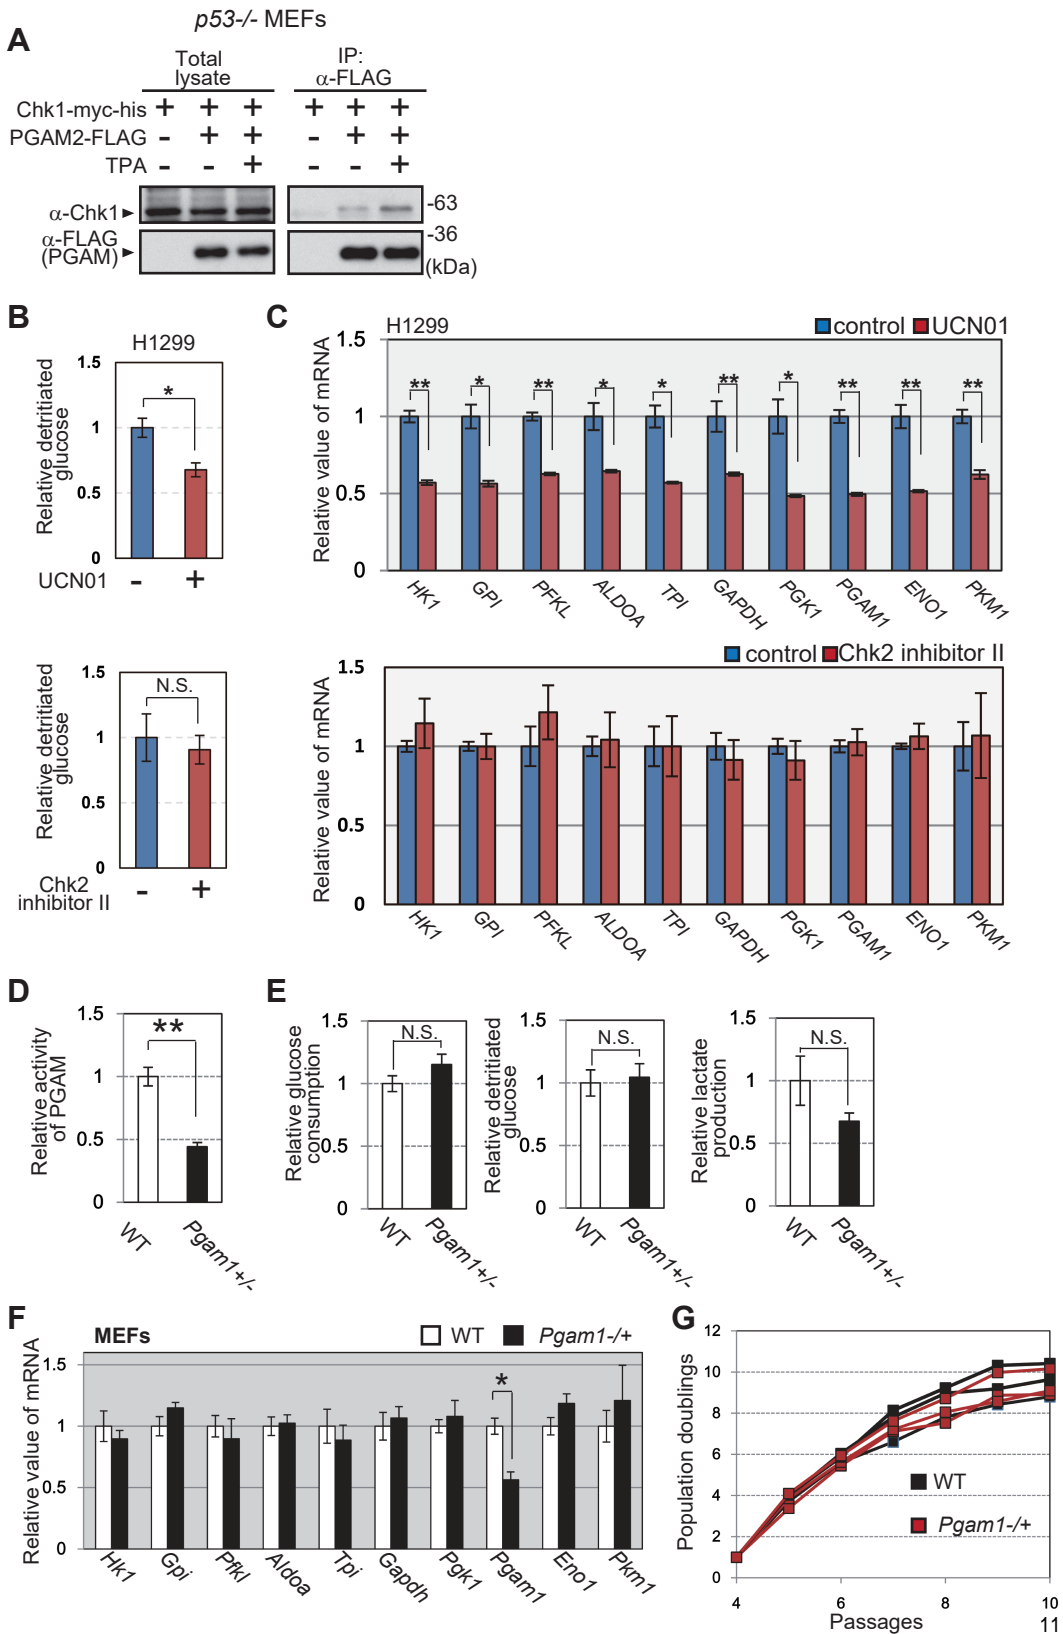 p53-/- MEFs
A
Total lysate
IP: α-FLAG
Chk1-myc-his + + + + + +
PGAM2-FLAG - + + - + +
TPA - - + - - +
α-Chk1 -63
α-FLAG (PGAM) -36
(kDa)
B
H1299
Relative detritiated glucose
1.5
1
0.5
0
*
UCN01 - +
Relative detritiated glucose
1.5
1
0.5
0
N.S.
Chk2 inhibitor II - +
C
H1299
control UCN01
Relative value of mRNA
1.5
1
0.5
0
** * ** * * ** * ** ** **
HK1 GPI PFKL ALDOA TPI GAPDH PGK1 PGAM1 ENO1 PKM1
control Chk2 inhibitor II
Relative value of mRNA
1.5
1
0.5
0
HK1 GPI PFKL ALDOA TPI GAPDH PGK1 PGAM1 ENO1 PKM1
D
Relative activity of PGAM
1.5
1
0.5
0
**
WT Pgam1+/-
E
Relative glucose consumption
1.5
1
0.5
0
N.S.
WT Pgam1+/-
Relative detritiated glucose
1.5
1
0.5
0
N.S.
WT Pgam1+/-
Relative lactate production
1.5
1
0.5
0
N.S.
WT Pgam1+/-
F
MEFs
WT Pgam1-/+
Relative value of mRNA
1.5
1
0.5
0
*
Hk1 Gpi Pfkl Aldoa Tpi Gapdh Pgk1 Pgam1 Eno1 Pkm1
G
Population doublings
12
10
8
6
4
2
0
WT
Pgam1-/+
4 6 8 10
Passages 11